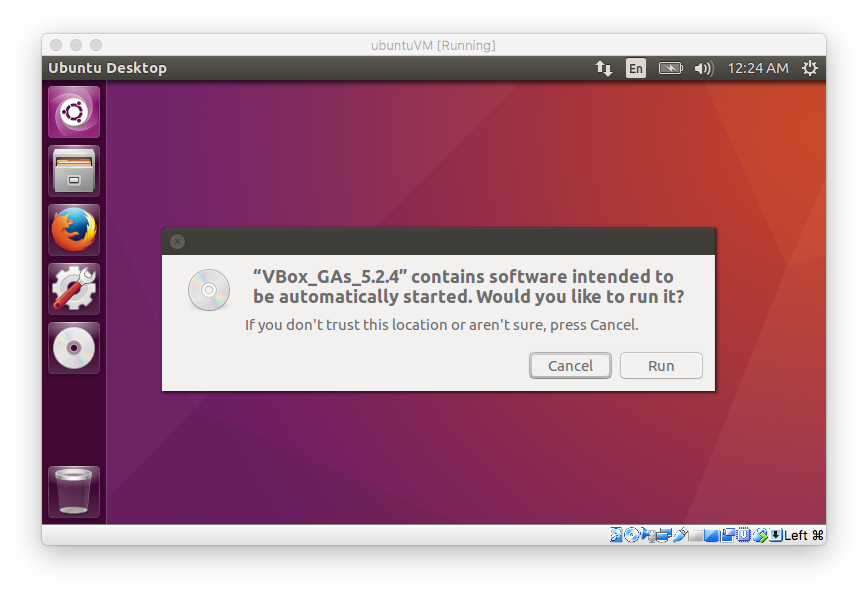 ubuntuVM [Running]
Ubuntu Desktop En 12:24 AM
“VBox_GAs_5.2.4” contains software intended to
be automatically started. Would you like to run it?
If you don't trust this location or aren't sure, press Cancel.
Cancel Run
Left ⌘